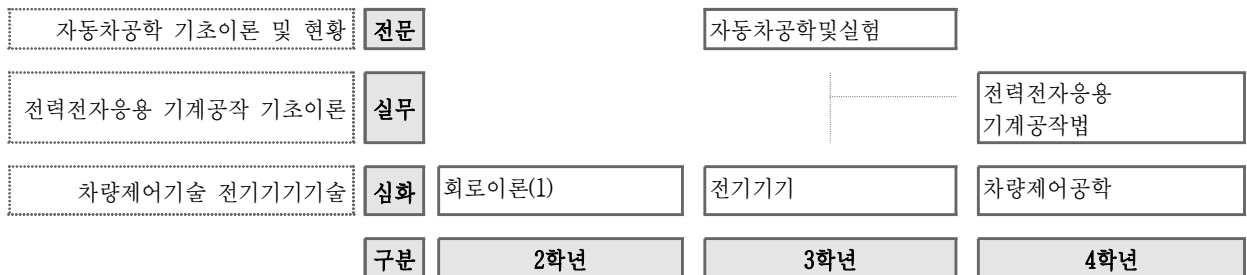 자동차공학 기초이론 및 현황 전문 자동차공학및실험
전력전자응용 기계공작 기초이론 실무 전력전자응용
기계공작법
차량제어기술 전기기기기술 심화 회로이론(1) 전기기기 차량제어공학
구분 2학년 3학년 4학년